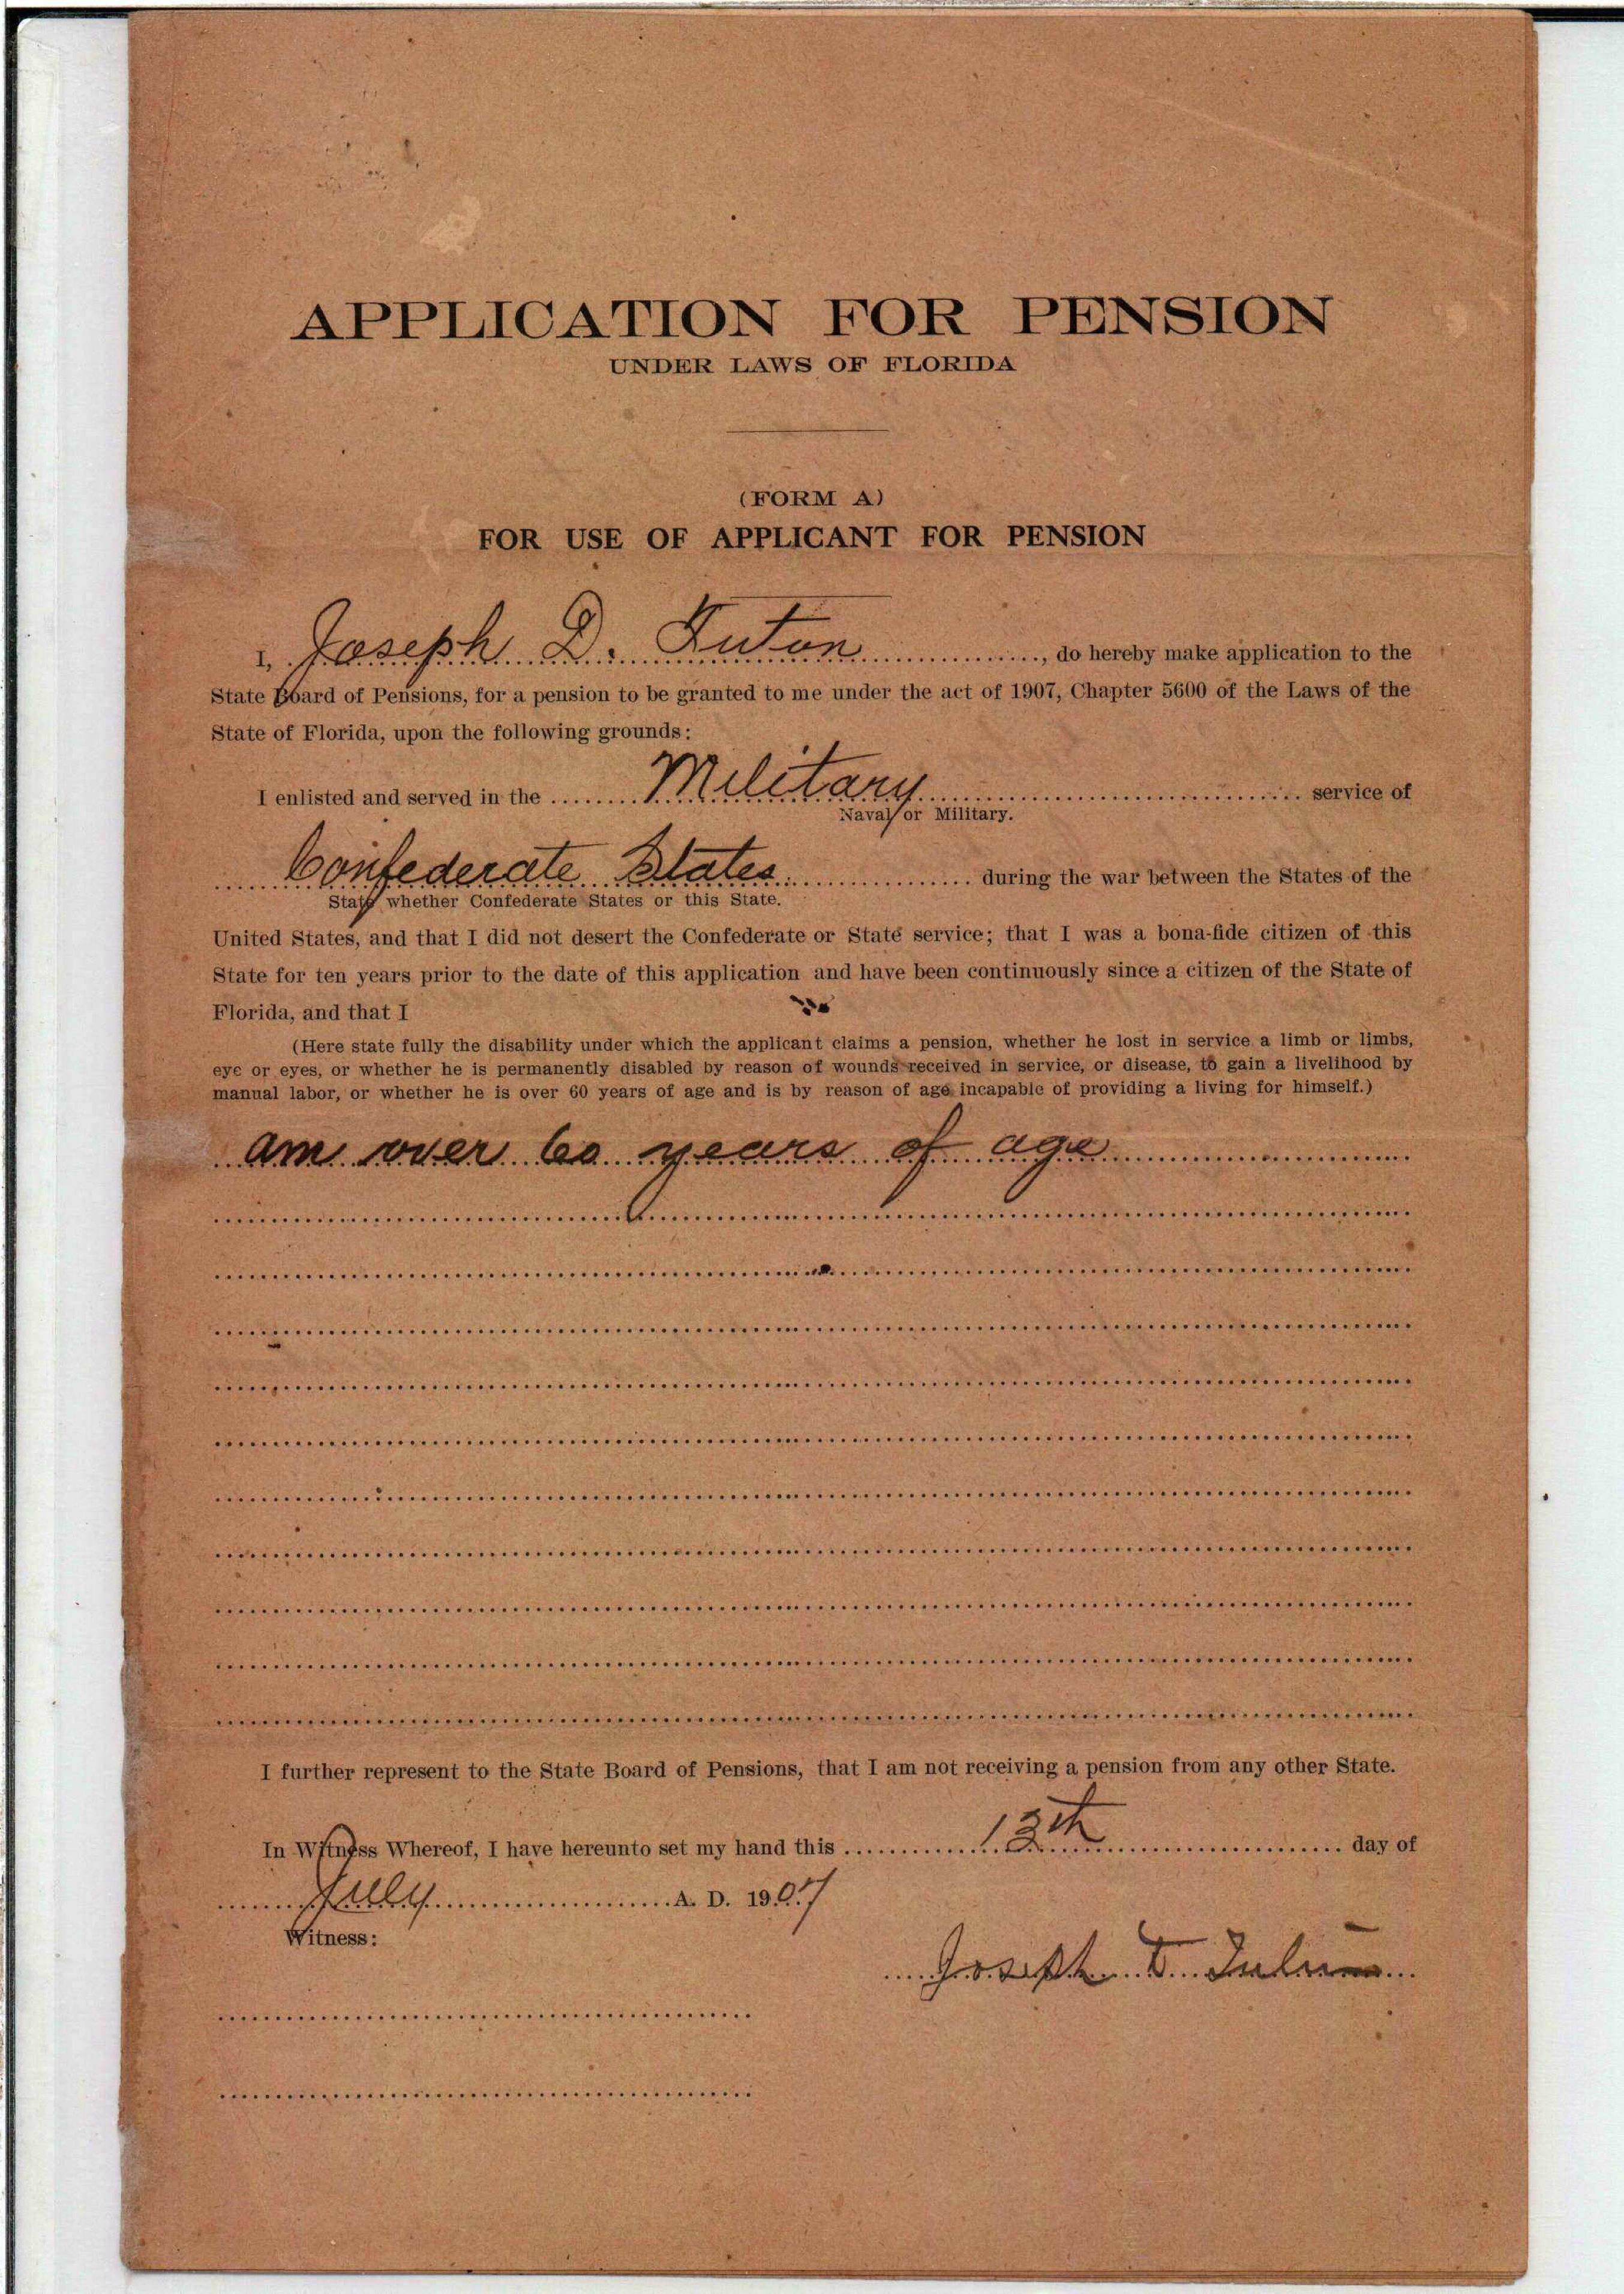 APPLICATION FOR PENSION
UNDER LAWS OF FLORIDA
(FORM A)
FOR USE OF APPLICANT FOR PENSION
I, Joseph D. Futon, do hereby make application to the
State Board of Pensions, for a pension to be granted to me under the act of 1907, Chapter 5600 of the Laws of the
State of Florida, upon the following grounds:
I enlisted and served in the Military service of
Naval or Military.
Confederate States during the war between the States of the
State whether Confederate States or this State.
United States, and that I did not desert the Confederate or State service; that I was a bona-fide citizen of this
State for ten years prior to the date of this application and have been continuously since a citizen of the State of
Florida, and that I
(Here state fully the disability under which the applicant claims a pension, whether he lost in service a limb or limbs,
eye or eyes, or whether he is permanently disabled by reason of wounds received in service, or disease, to gain a livelihood by
manual labor, or whether he is over 60 years of age and is by reason of age incapable of providing a living for himself.)
am over 60 years of age
I further represent to the State Board of Pensions, that I am not receiving a pension from any other State.
In Witness Whereof, I have hereunto set my hand this 13th day of
July A. D. 1907
Witness:
Joseph D